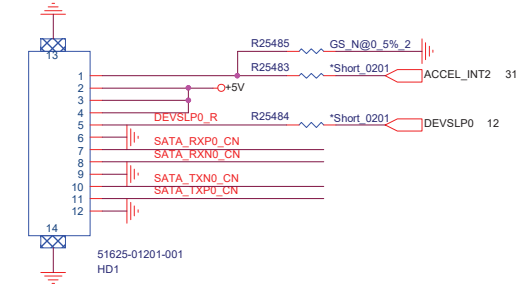 R25485 GS_N@0_5%_2
13
1 R25483 *Short_0201 ACCEL_INT2 31
2 +5V
3
4
5 DEVSLP0_R R25484 *Short_0201 DEVSLP0 12
6
7 SATA_RXP0_CN
8 SATA_RXN0_CN
9
10 SATA_TXN0_CN
11 SATA_TXP0_CN
12
14
51625-01201-001
HD1